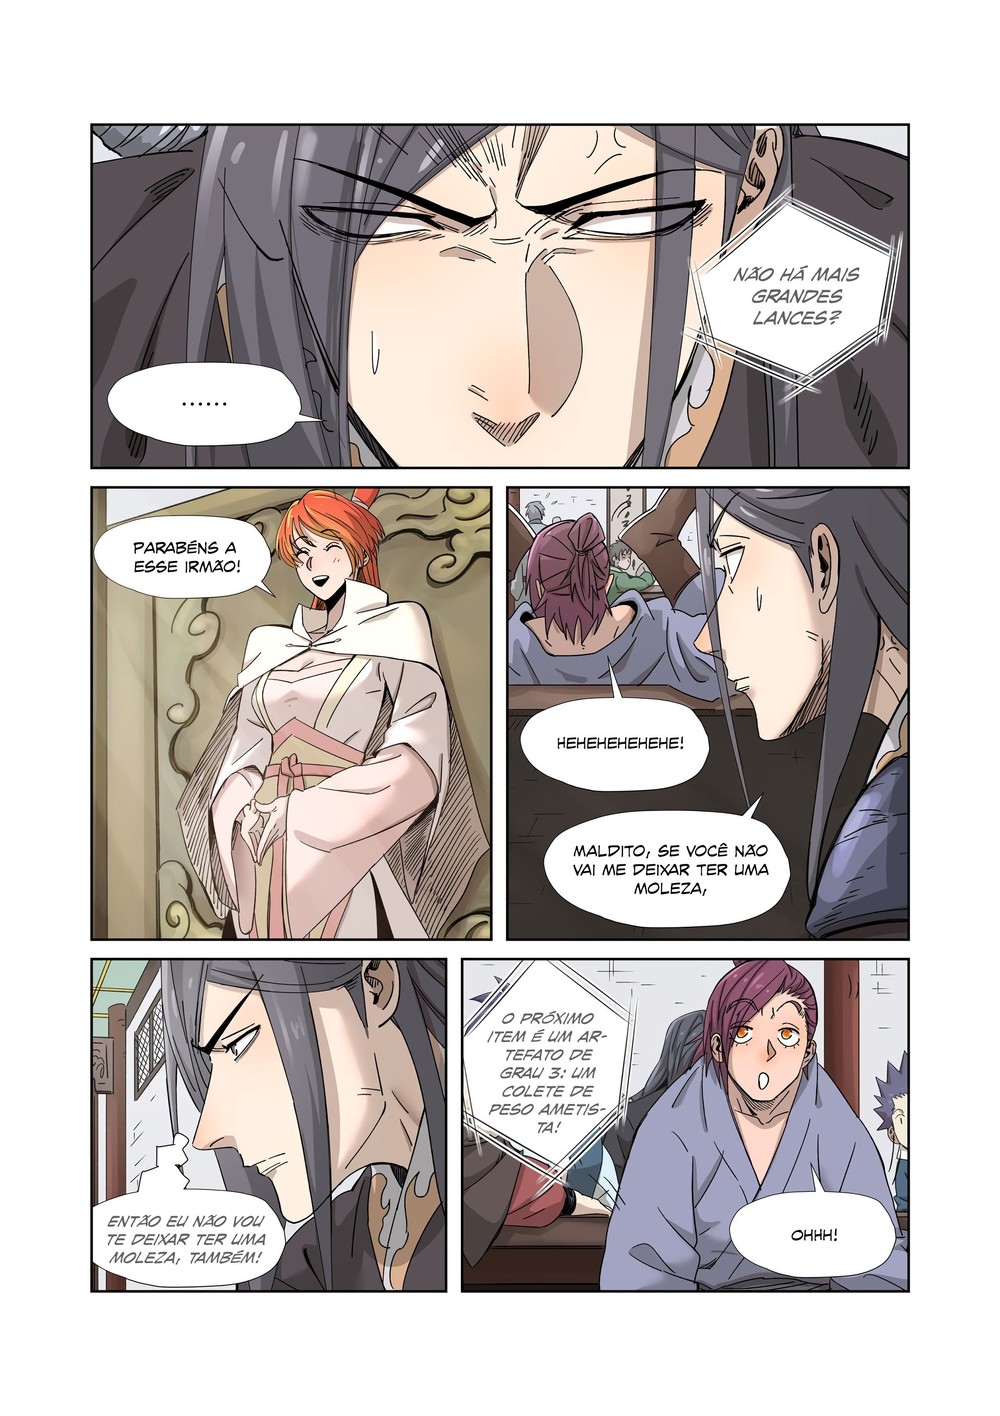 NÃO HÁ MAIS
GRANDES
LANCES?
......
PARABÉNS A
ESSE IRMÃO!
HEHEHEHEHEHE!
MALDITO, SE VOCÊ NÃO
VAI ME DEIXAR TER UMA
MOLEZA,
ENTÃO EU NÃO VOU
TE DEIXAR TER UMA
MOLEZA, TAMBÉM!
O PRÓXIMO
ITEM É UM AR-
TEFATO DE
GRAU 3: UM
COLETE DE
PESO AMETIS-
TA!
OHHH!